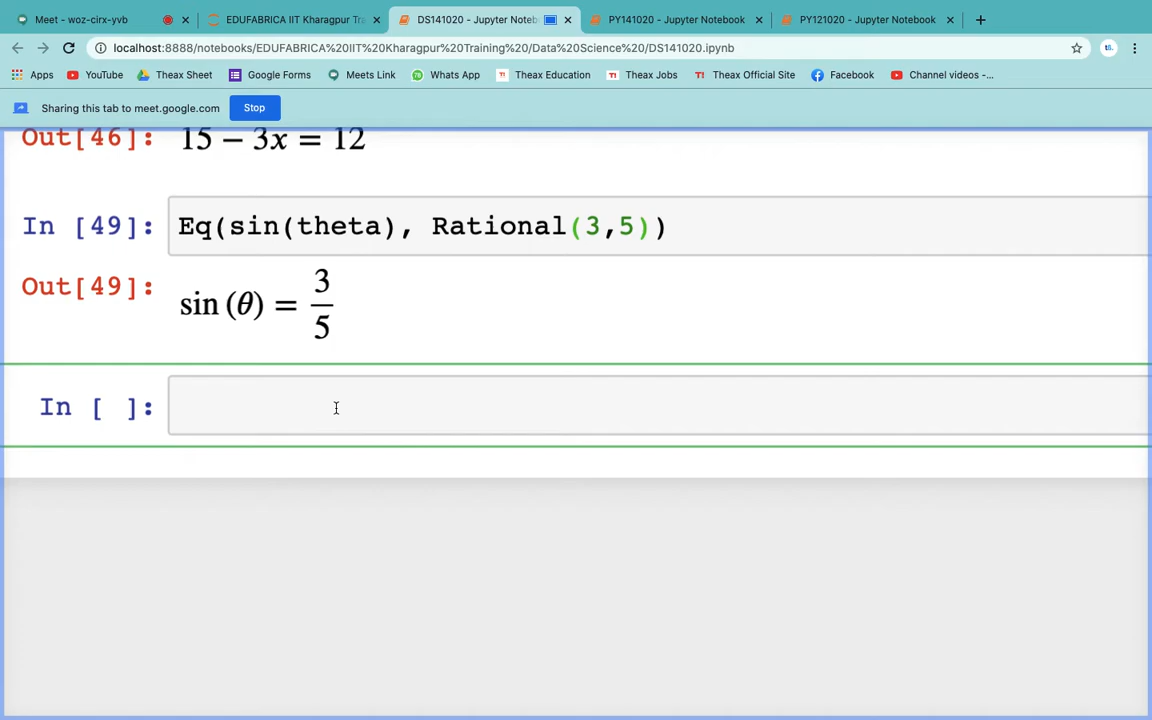 Meet - woz-cirx-yvb
EDUFABRICA IIT Kharagpur Tra
DS141020 - Jupyter Noteb
PY141020 - Jupyter Notebook
PY121020 - Jupyter Notebook
localhost:8888/notebooks/EDUFABRICA%20IIT%20Kharagpur%20Training%20/Data%20Science%20/DS141020.ipynb
Apps
YouTube
Theax Sheet
Google Forms
Meets Link
Whats App
Theax Education
Theax Jobs
Theax Official Site
Facebook
Channel videos -...
Sharing this tab to meet.google.com
Stop
Out[46]: 15 − 3x = 12
In [49]: Eq(sin(theta), Rational(3,5))
Out[49]: sin (θ) = 3/5
In [ ]: